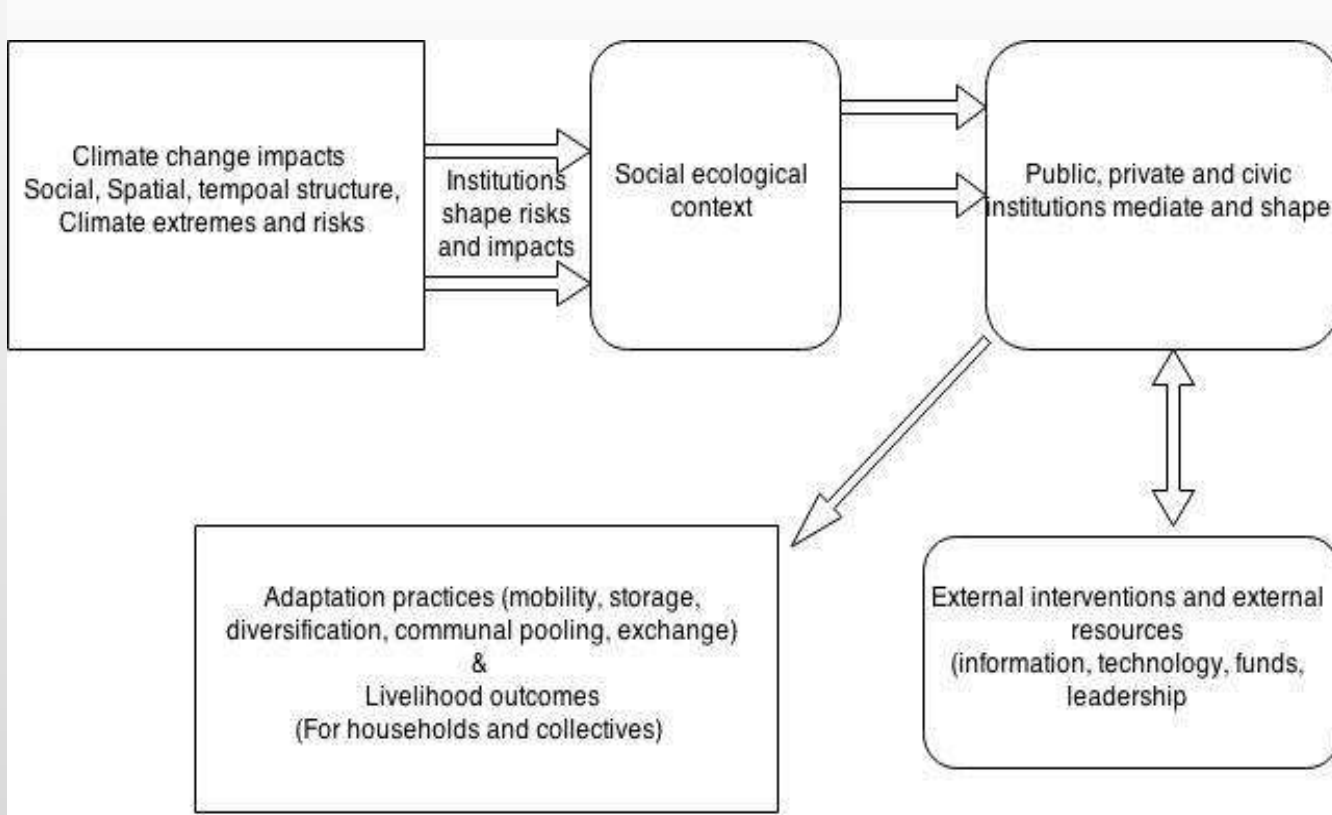 Climate change impacts
Social, Spatial, tempoal structure,
Climate extremes and risks
Institutions
shape risks
and impacts
Social ecological
context
Public, private and civic
institutions mediate and shape
Adaptation practices (mobility, storage,
diversification, communal pooling, exchange)
&
Livelihood outcomes
(For households and collectives)
External interventions and external
resources
(information, technology, funds,
leadership